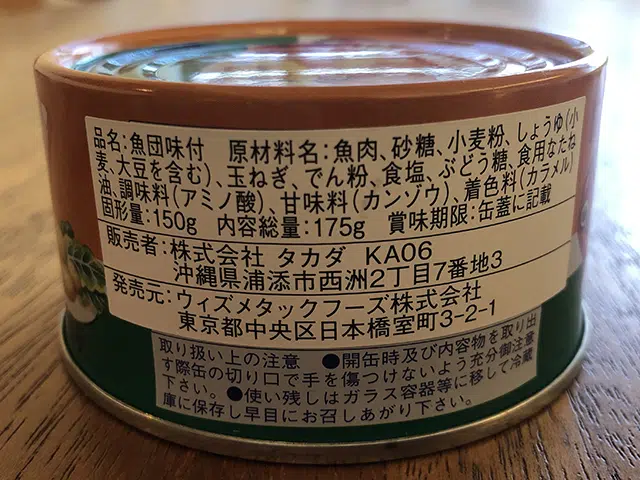 品名:魚団味付　原材料名:魚肉、砂糖、小麦粉、しょうゆ(小
麦、大豆を含む)、玉ねぎ、でん粉、食塩、ぶどう糖、食用なたね
油、調味料(アミノ酸)、甘味料(カンゾウ)、着色料(カラメル)
固形量:150g　内容総量:175g　賞味期限:缶蓋に記載
販売者:株式会社 タカダ KA06
沖縄県浦添市西洲2丁目7番地3
発売元:ウィズメタックフーズ株式会社
東京都中央区日本橋室町3-2-1
取り扱い上の注意　●開缶時及び内容物を取り出
す際缶の切り口で手を傷つけないよう充分御注意
下さい。●使い残しはガラス容器等に移して冷蔵
庫に保存し早目にお召しあがり下さい。